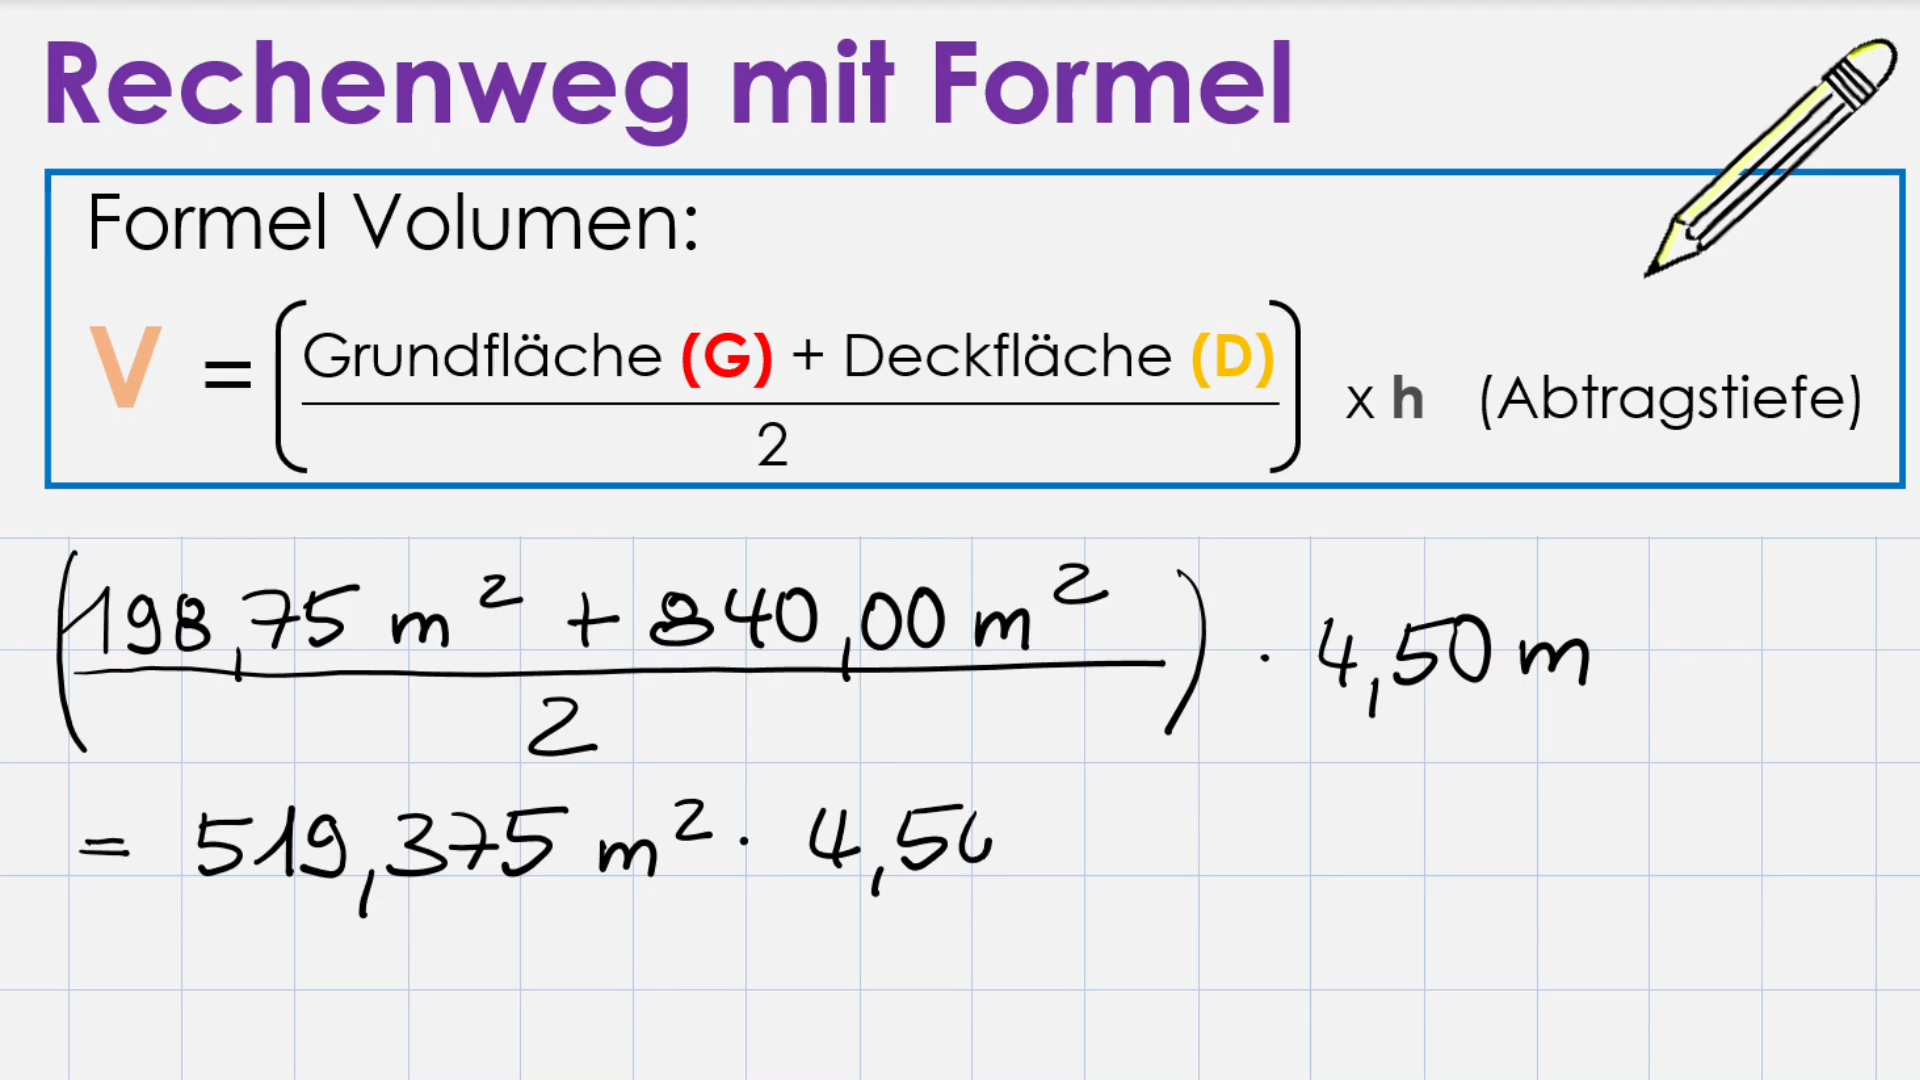 Rechenweg mit Formel
Formel Volumen:
V = (Grundfläche (G) + Deckfläche (D) / 2) x h (Abtragstiefe)
(198,75 m² + 840,00 m² / 2) · 4,50 m
= 519,375 m² · 4,50